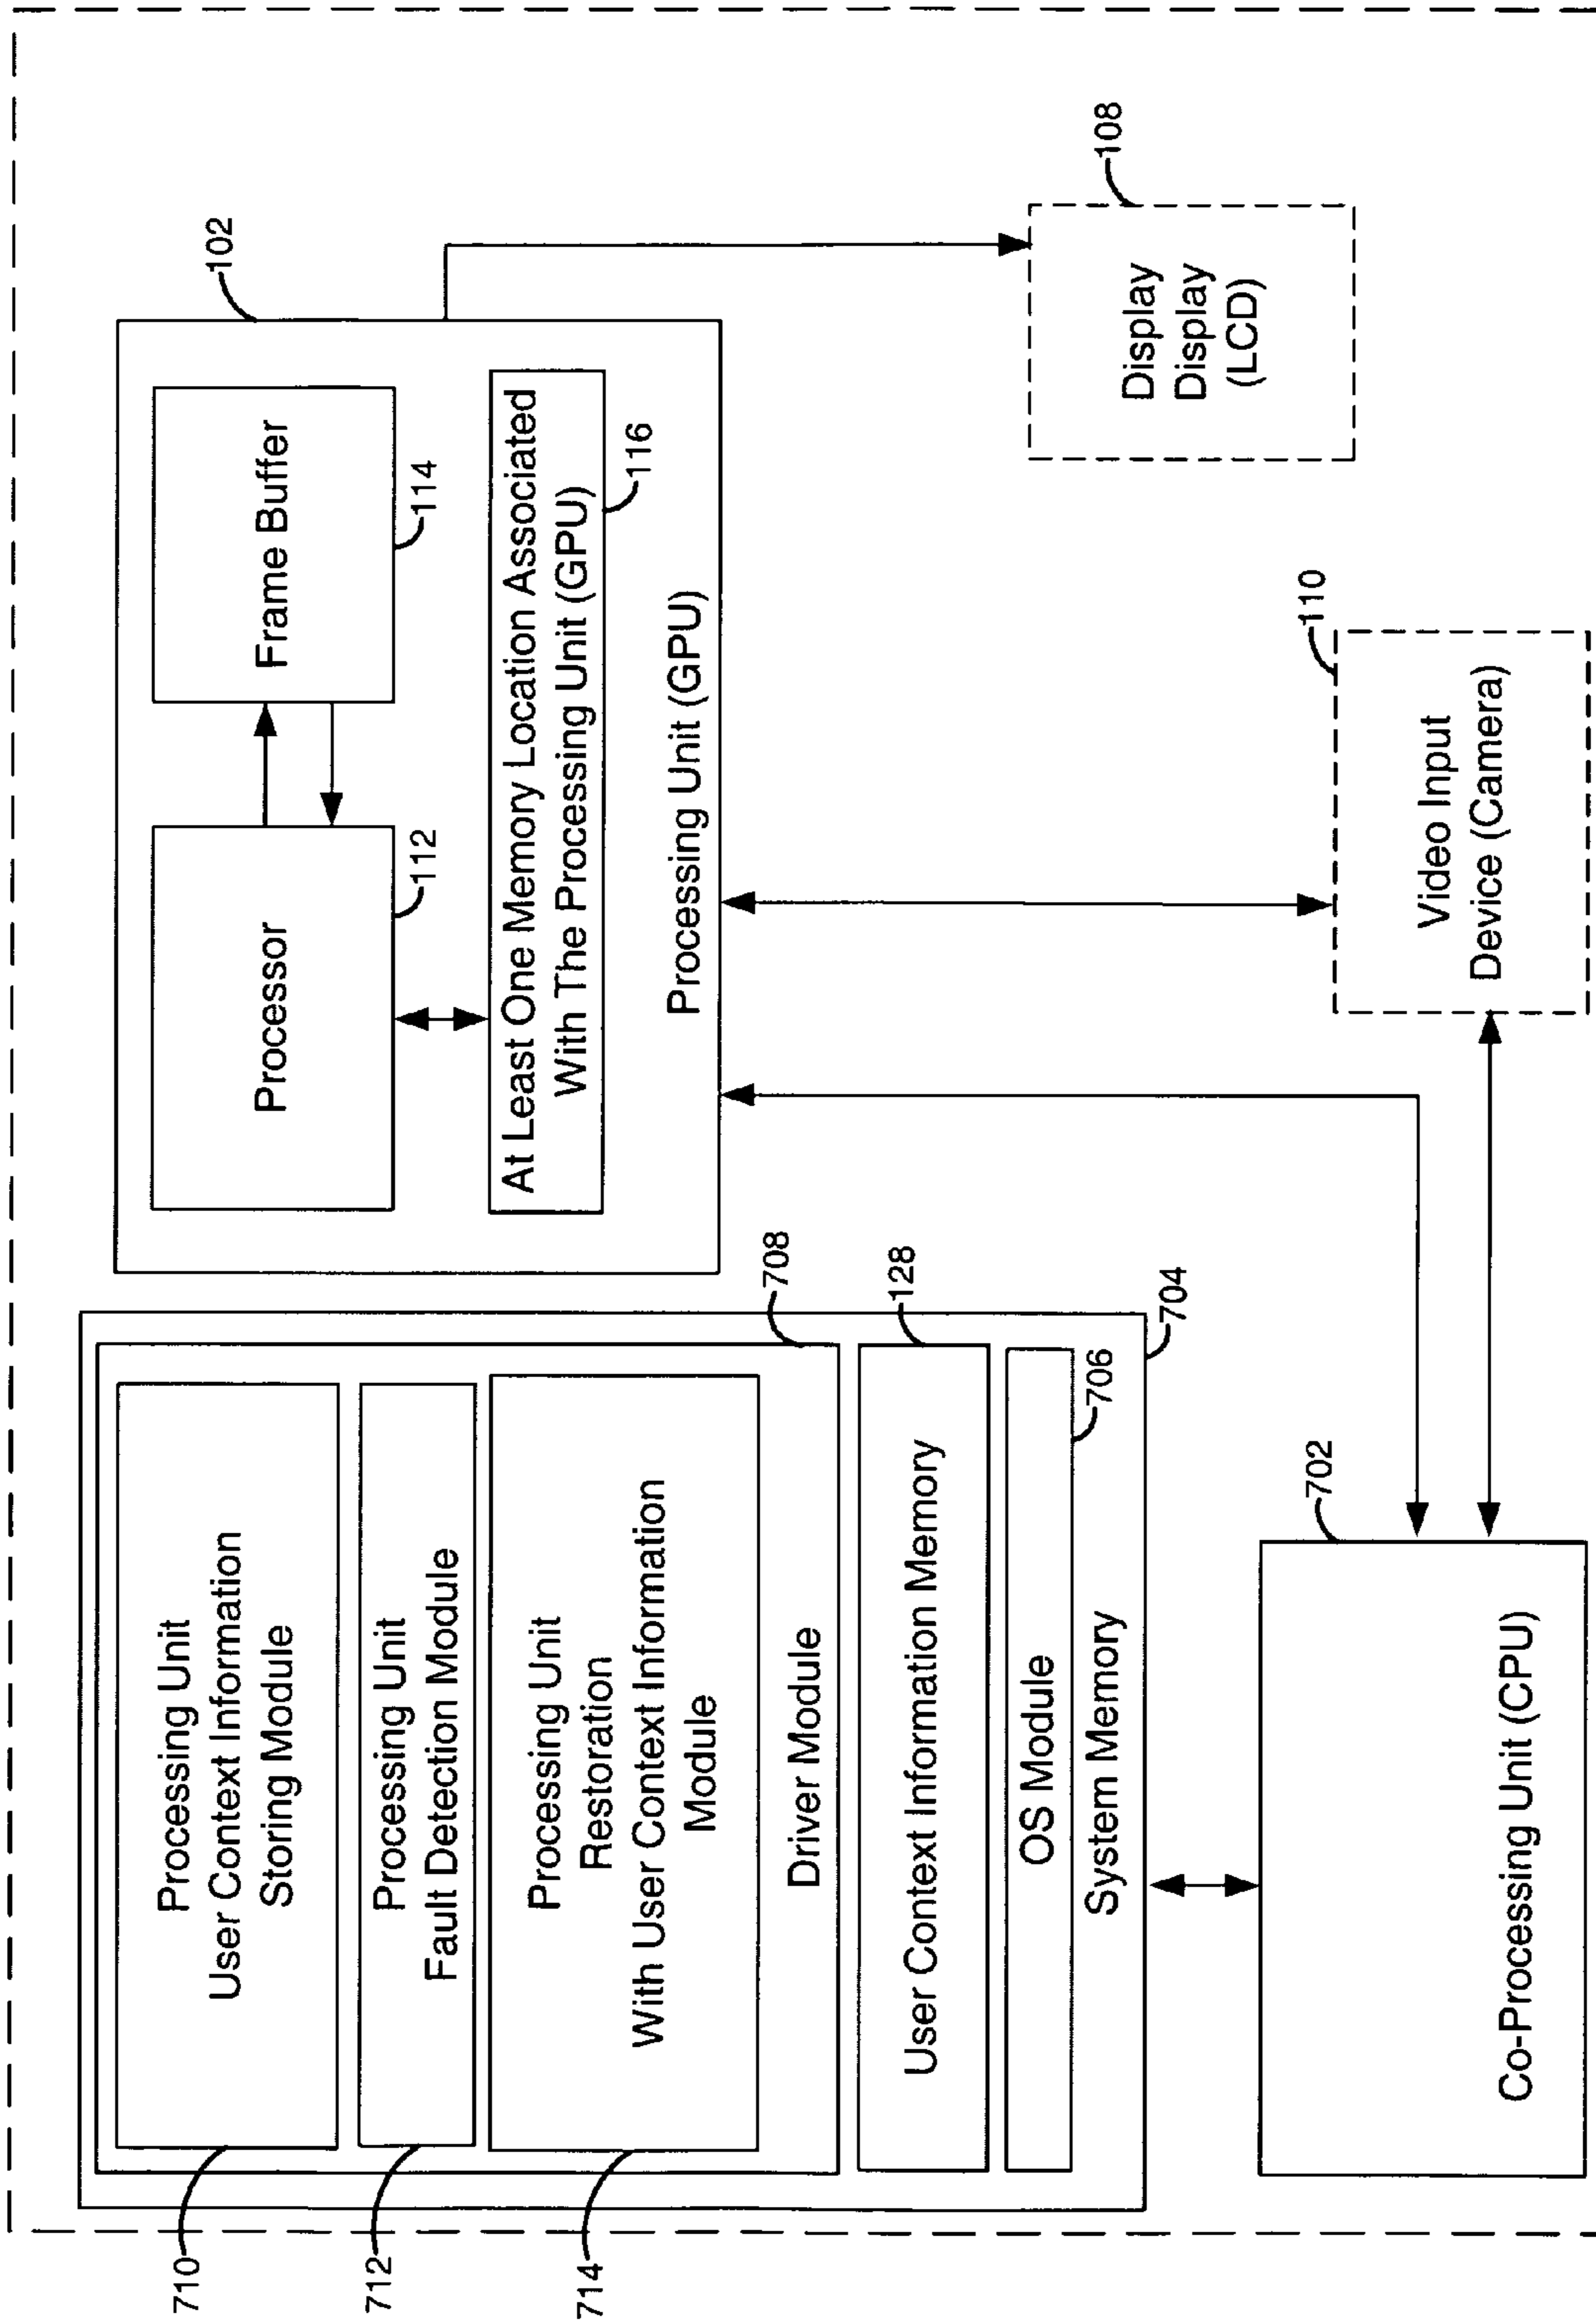 710
Processing Unit
User Context Information
Storing Module
712
Processing Unit
Fault Detection Module
714
Processing Unit
Restoration
With User Context Information
Module
Driver Module
708
User Context Information Memory
128
OS Module
706
System Memory
704
Co-Processing Unit (CPU)
702
Processor
112
Frame Buffer
114
At Least One Memory Location Associated
With The Processing Unit (GPU)
116
Processing Unit (GPU)
102
Video Input
Device (Camera)
110
Display
Display
(LCD)
108